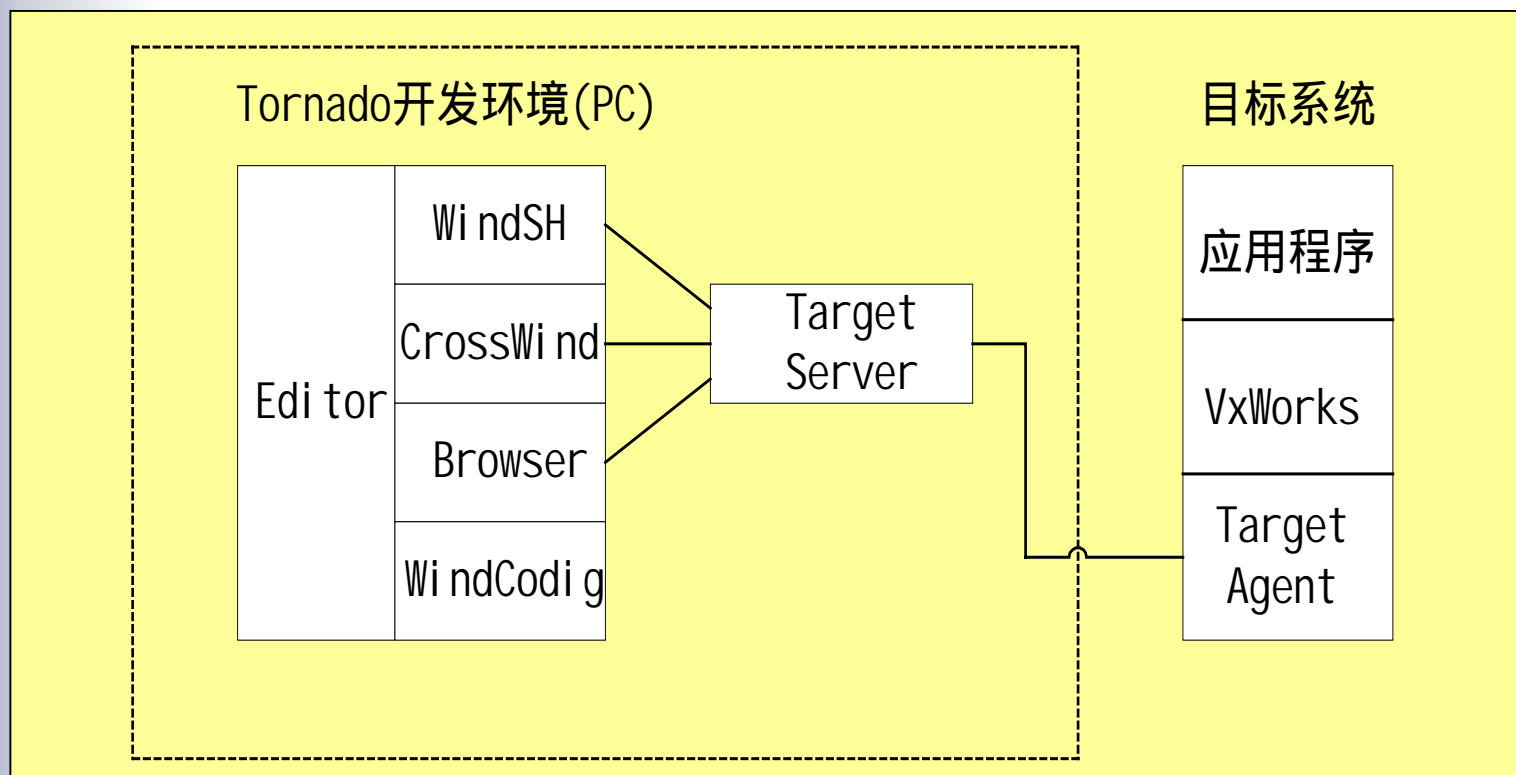 Tornado开发环境(PC)
目标系统
Editor
WindSH
CrossWind
Browser
WindCodig
Target
Server
应用程序
VxWorks
Target
Agent